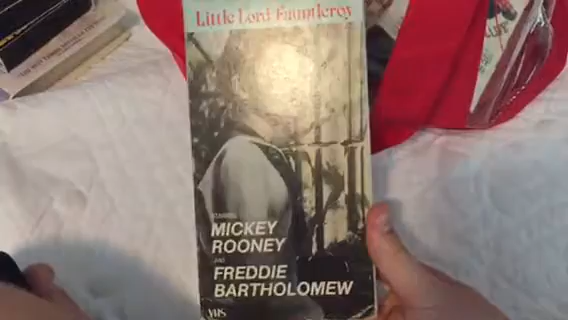 Little Lord Fauntleroy
STARRING
MICKEY
ROONEY
AND
FREDDIE
BARTHOLOMEW
VHS